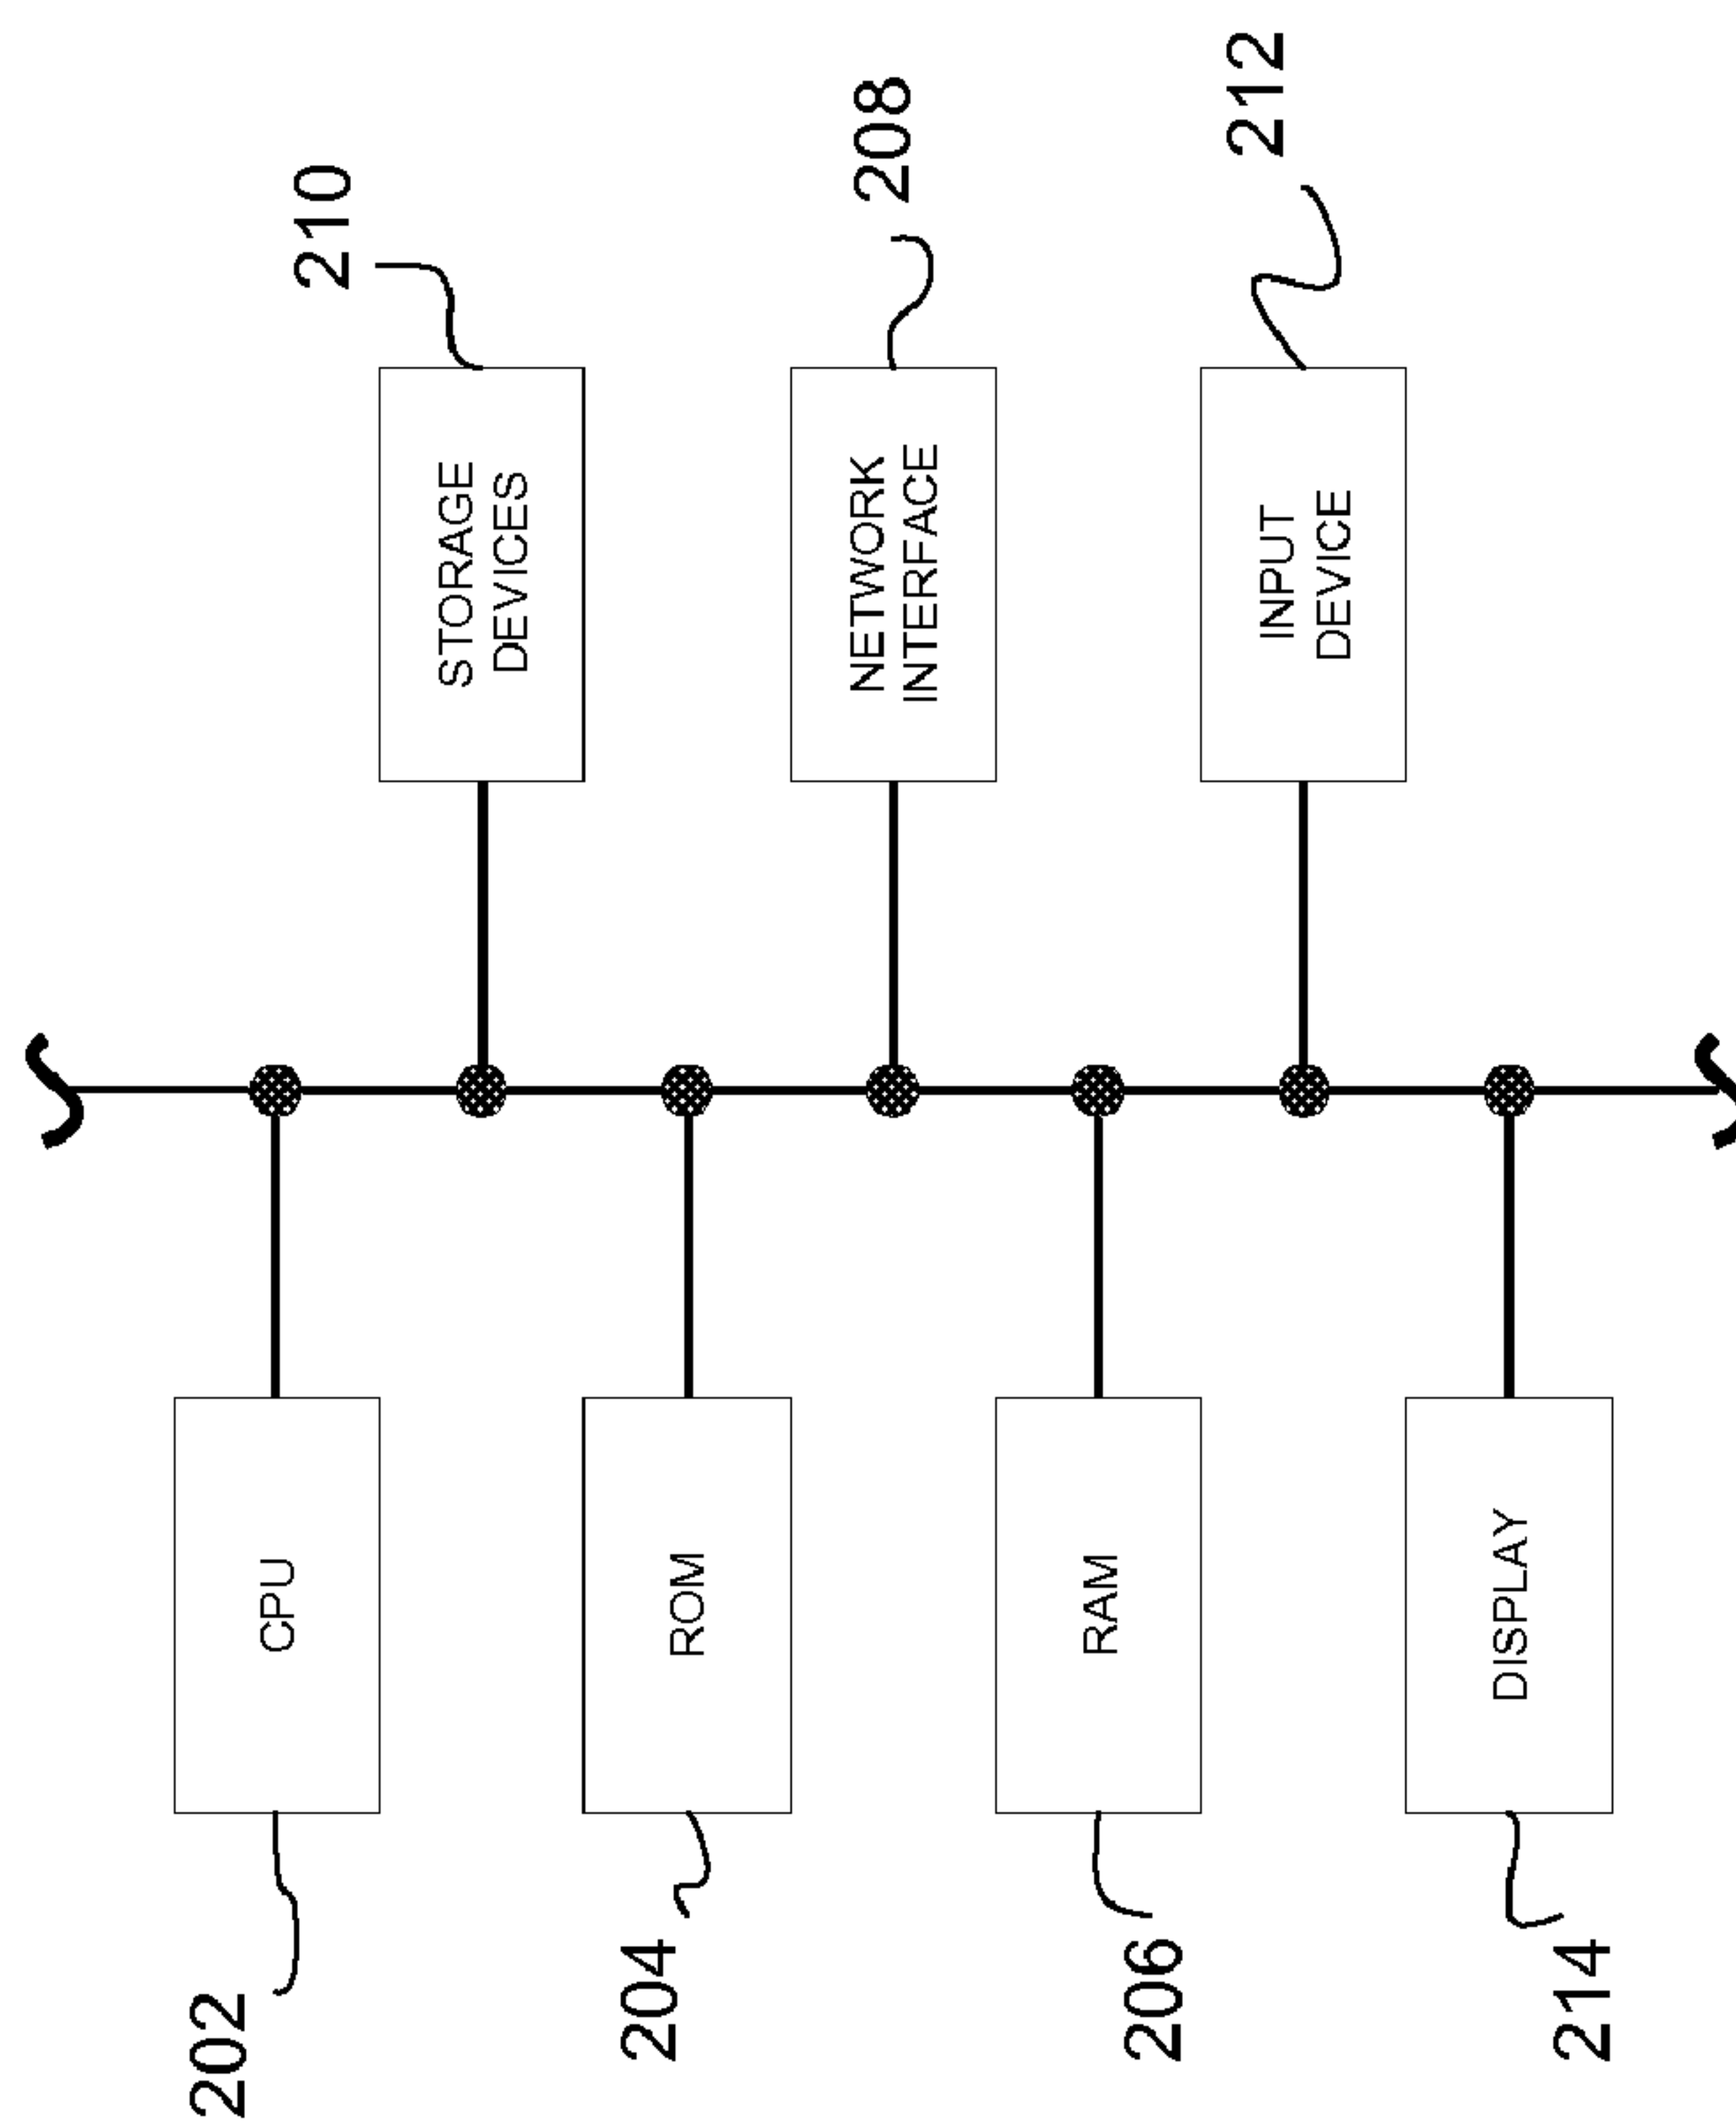 202
CPU
204
ROM
206
RAM
214
DISPLAY
210
STORAGE
DEVICES
208
NETWORK
INTERFACE
212
INPUT
DEVICE